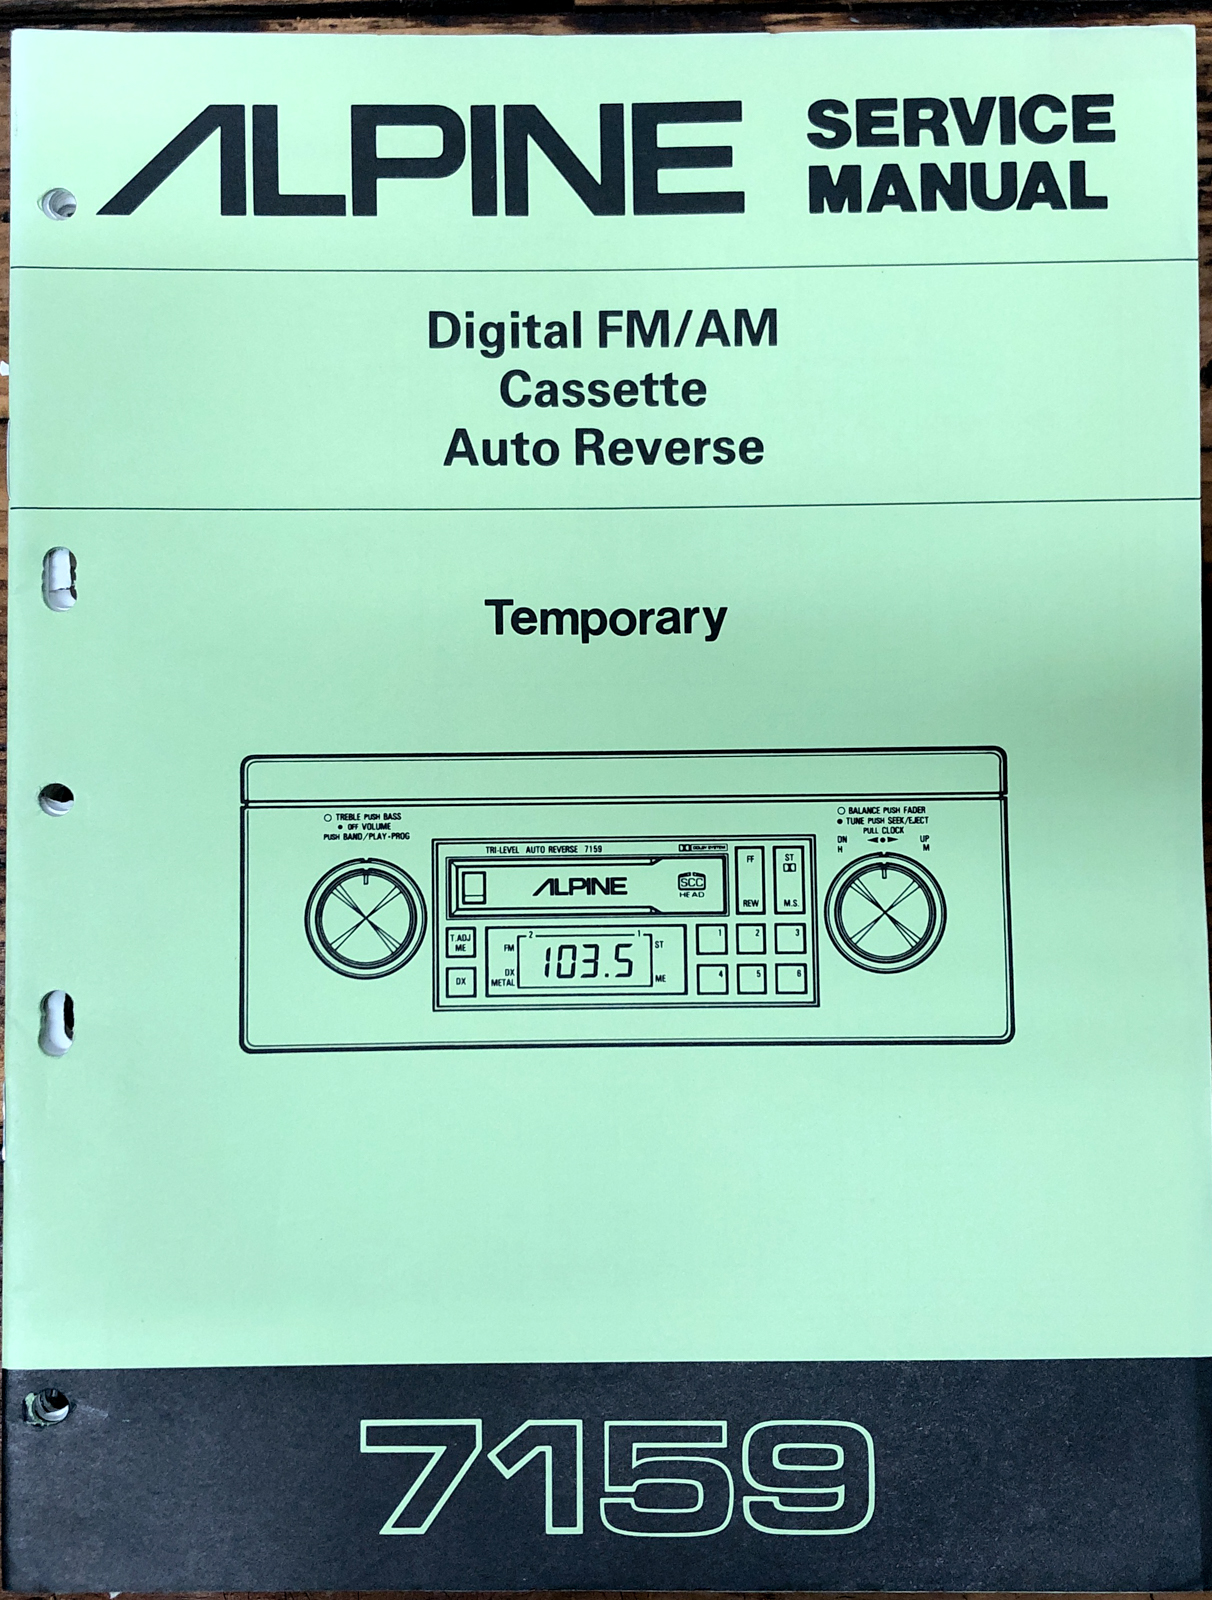 ALPINE
SERVICE
MANUAL
Digital FM/AM
Cassette
Auto Reverse
Temporary
TREBLE PUSH BASS
OFF VOLUME
PUSH BAND/PLAY•PROG
BALANCE PUSH FADER
TUNE PUSH SEEK/EJECT
PULL CLOCK
DN UP
H M
TRI-LEVEL AUTO REVERSE 7159
DOLBY SYSTEM
ALPINE
SCC
HEAD
FF
REW
ST
M.S.
T.ADJ
ME
DX
FM
DX
METAL
2 1
103.5
ST
ME
1 2 3
4 5 6
7159